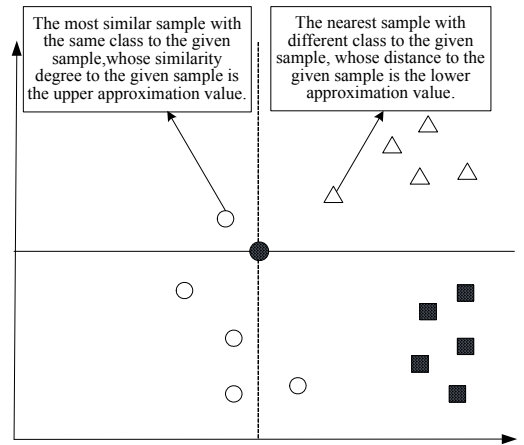 The most similar sample with
the same class to the given
sample,whose similarity
degree to the given sample is
the upper approximation value.
The nearest sample with
different class to the given
sample, whose distance to the
given sample is the lower
approximation value.